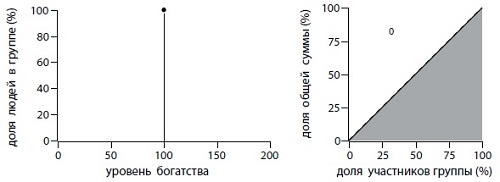 доля людей в группе (%)
100
80
60
40
20
0
0 50 100 150 200
уровень богатства
доля общей суммы (%)
100
75
50
25
0
0
0 25 50 75 100
доля участников группы (%)